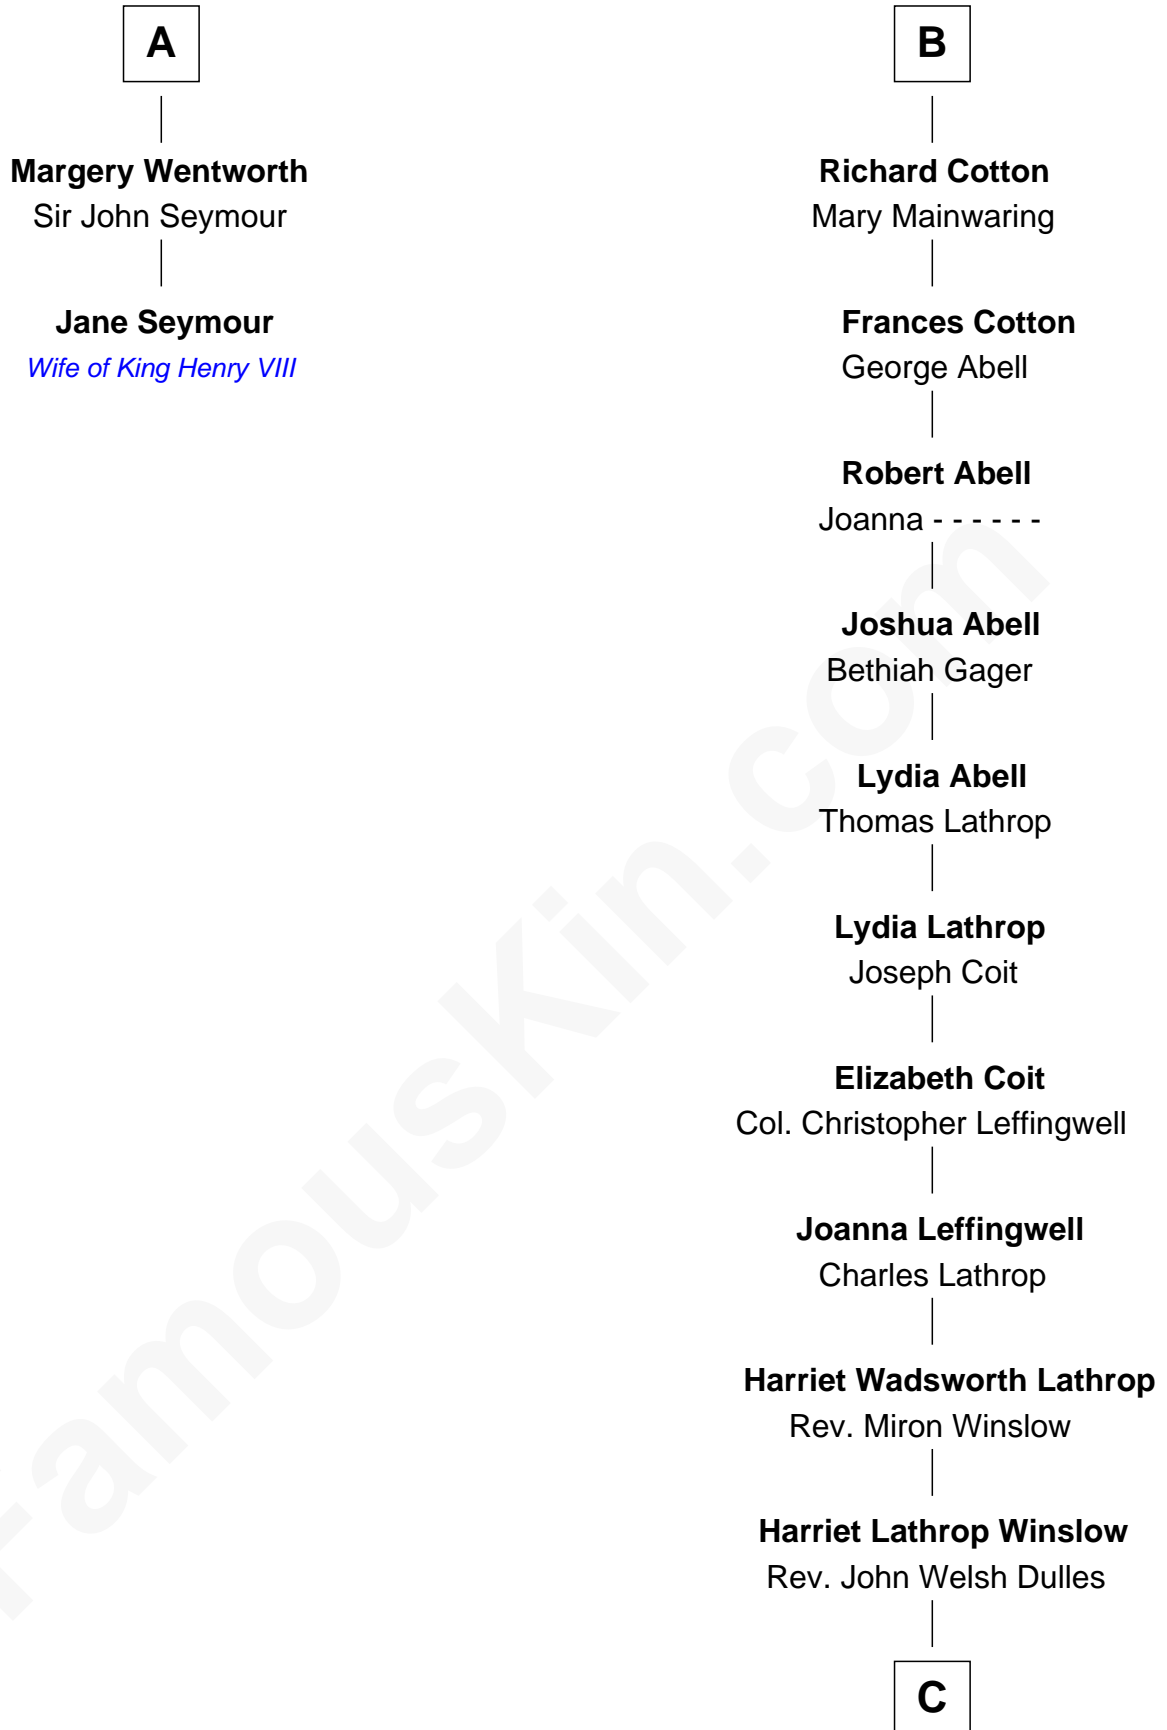 A
Margery Wentworth
Sir John Seymour
Jane Seymour
Wife of King Henry VIII
B
Richard Cotton
Mary Mainwaring
Frances Cotton
George Abell
Robert Abell
Joanna - - - - - -
Joshua Abell
Bethiah Gager
Lydia Abell
Thomas Lathrop
Lydia Lathrop
Joseph Coit
Elizabeth Coit
Col. Christopher Leffingwell
Joanna Leffingwell
Charles Lathrop
Harriet Wadsworth Lathrop
Rev. Miron Winslow
Harriet Lathrop Winslow
Rev. John Welsh Dulles
C
FamousKin.com